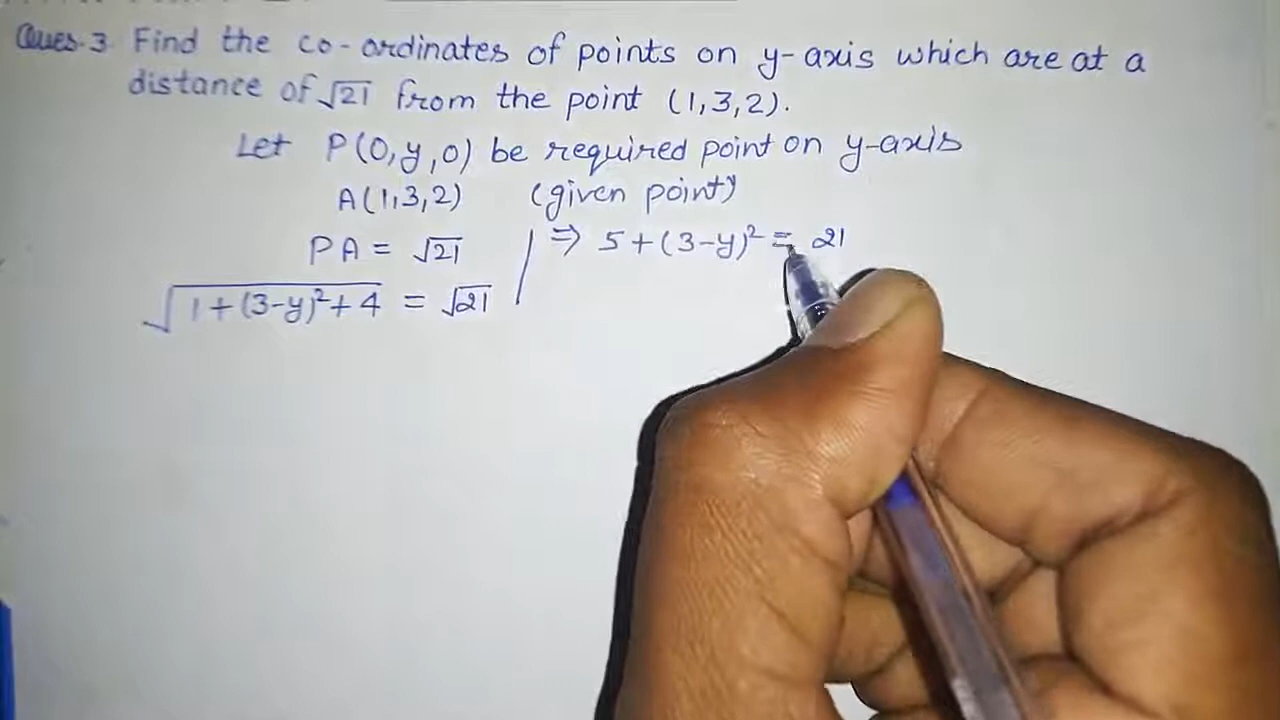 Ques. 3 Find the co-ordinates of points on y-axis which are at a
distance of √21 from the point (1,3,2).
Let P(0,y,0) be required point on y-axis
A(1,3,2) (given point)
PA = √21
√(1+(3-y)²+4) = √21
⇒ 5+(3-y)² = 21